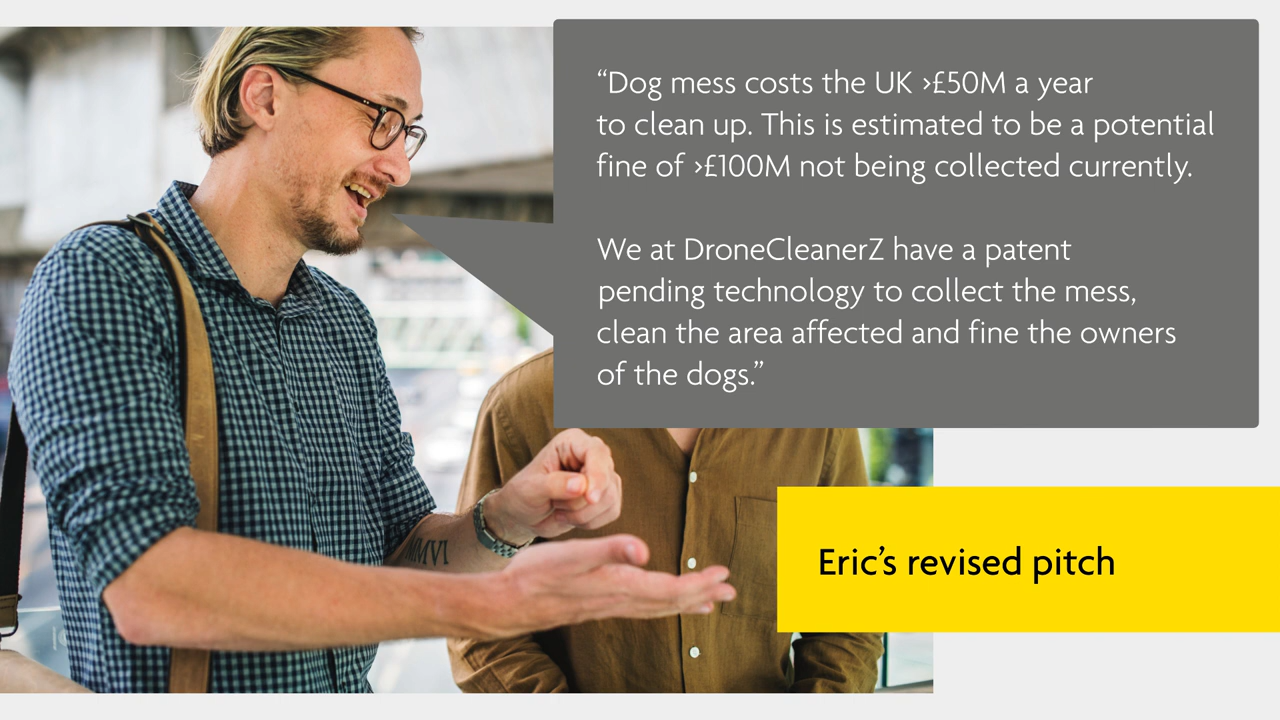 “Dog mess costs the UK >£50M a year
to clean up. This is estimated to be a potential
fine of >£100M not being collected currently.
We at DroneCleanerZ have a patent
pending technology to collect the mess,
clean the area affected and fine the owners
of the dogs.”
MMVI
Eric’s revised pitch